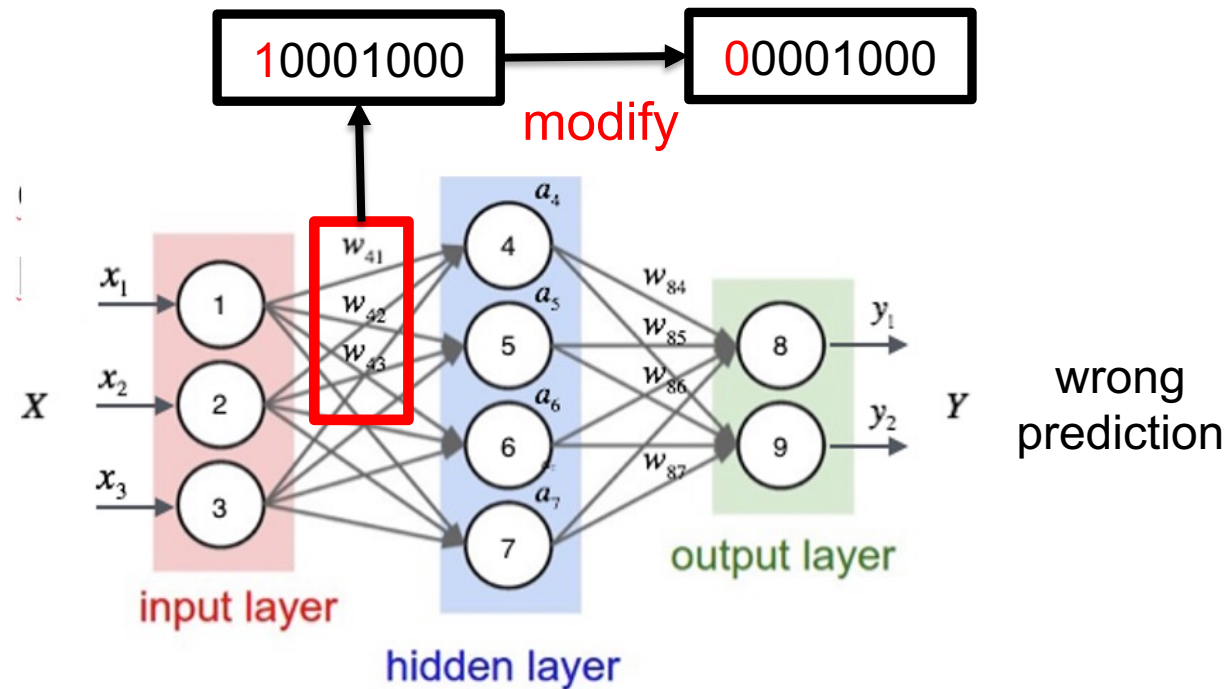 10001000
00001000
modify
a₄
w₄₁
4
w₈₄
x₁
1
w₄₂
a₅
w₈₅
8
y₁
w₄₃
5
X
x₂
2
a₆
w₈₆
9
y₂
Y
wrong
prediction
6
w₈₇
x₃
3
a₇
7
input layer
output layer
hidden layer